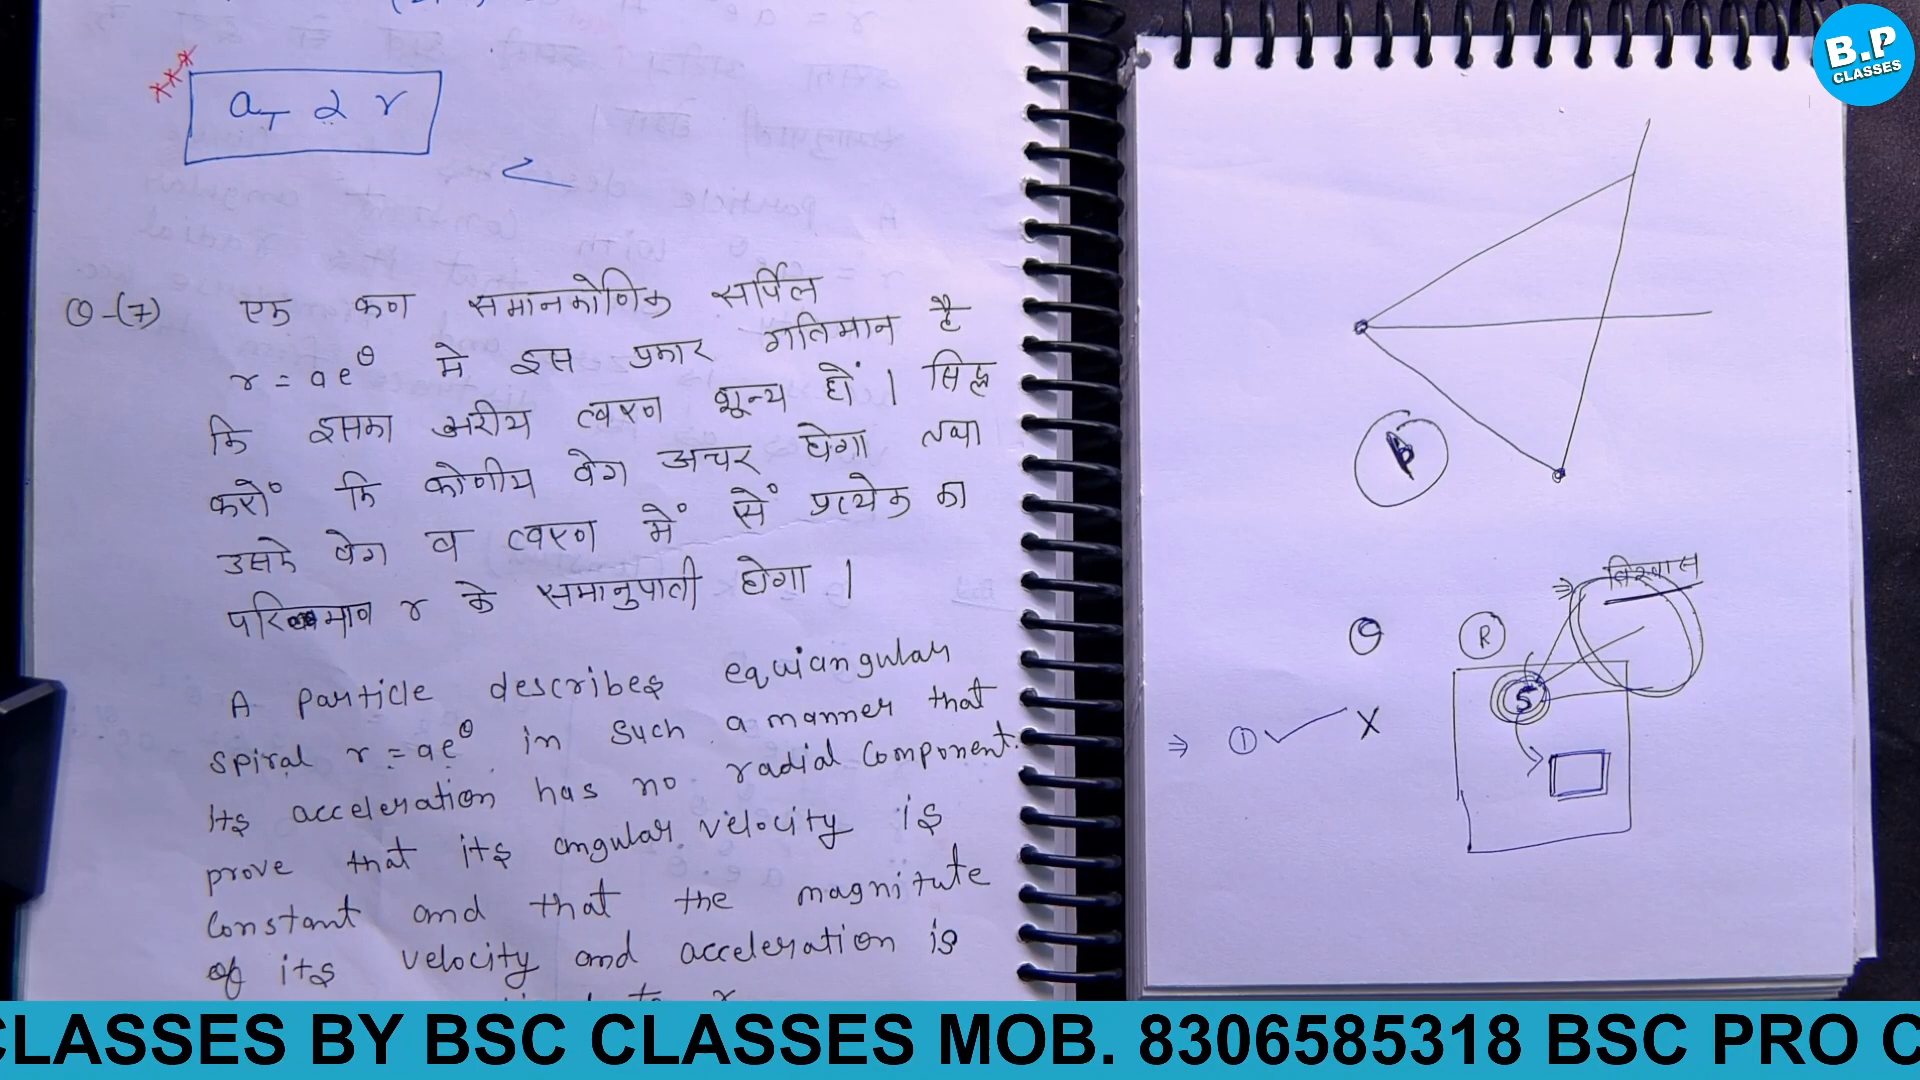 aT α r
Q-(7) एक कण समानकोणिक सर्पिल
r = ae^θ मे इस प्रकार गतिमान है
कि इसका अरीय त्वरण शून्य हों। सिद्ध
करों कि कोणीय वेग अचर होगा तथा
उसके वेग व त्वरण में सें प्रत्येक का
परिमाण r के समानुपाती होगा।
A particle describes equiangular
spiral r = ae^θ in such a manner that
its acceleration has no radial component.
prove that its angular velocity is
constant and that the magnitute
of its velocity and acceleration is
B.P
CLASSES
b
⇒ विश्वास
θ R
S
⇒ ① ✓ X
CLASSES BY BSC CLASSES MOB. 8306585318 BSC PRO C